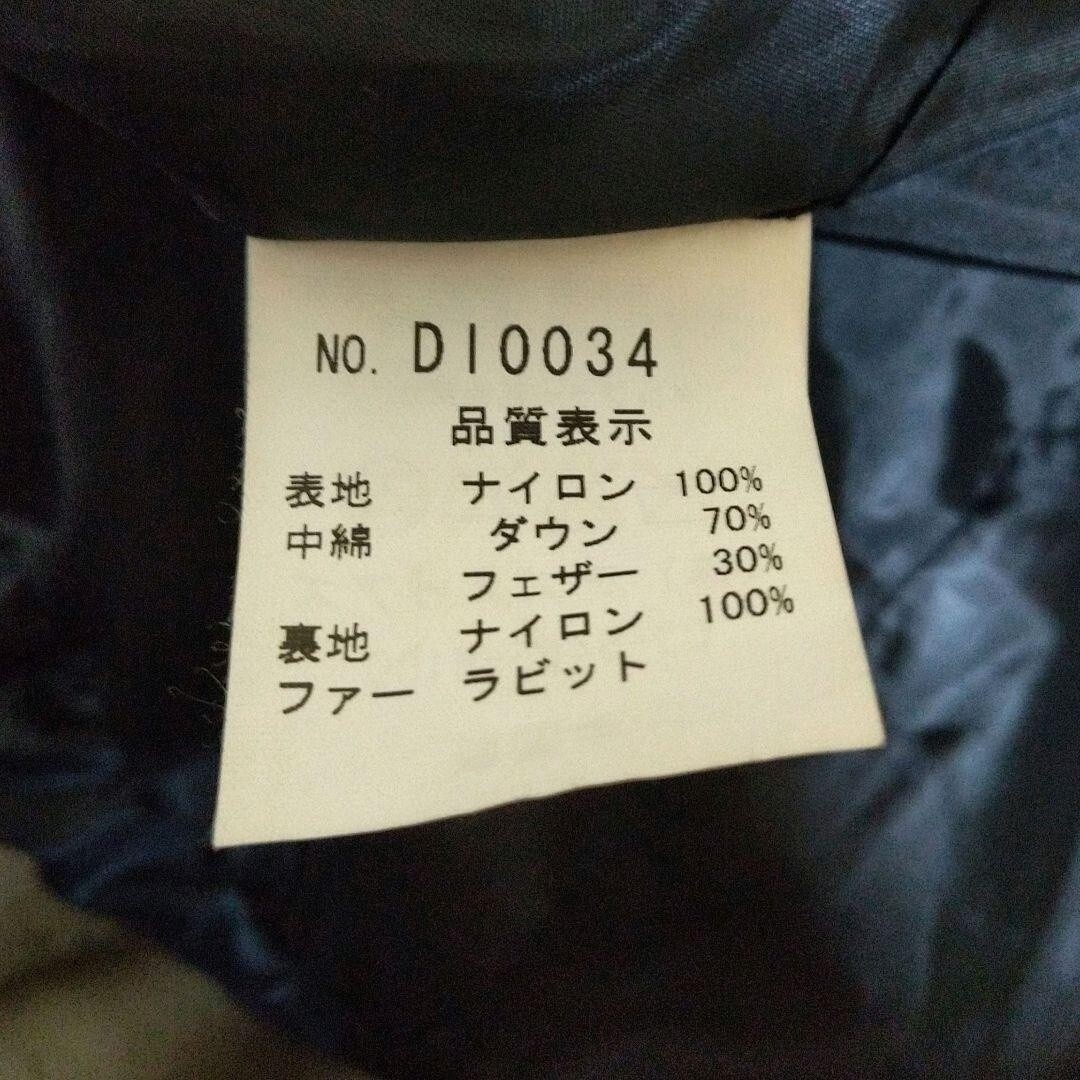 NO. D10034
品質表示
表地 ナイロン 100%
中綿 ダウン 70%
フェザー 30%
裏地 ナイロン 100%
ファー ラビット